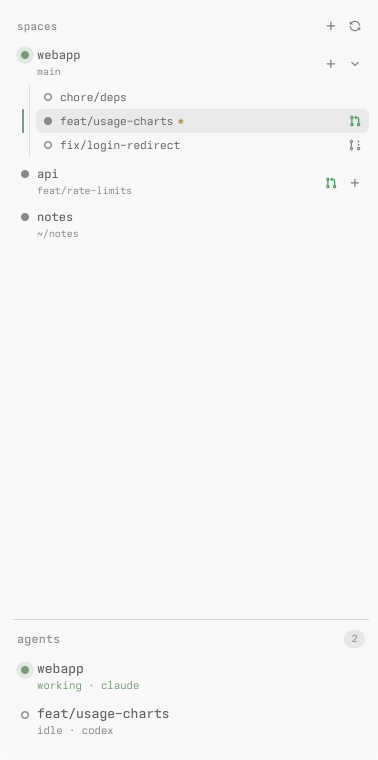 spaces
webapp
main
chore/deps
feat/usage-charts *
fix/login-redirect
api
feat/rate-limits
notes
~/notes
agents 2
webapp
working · claude
feat/usage-charts
idle · codex